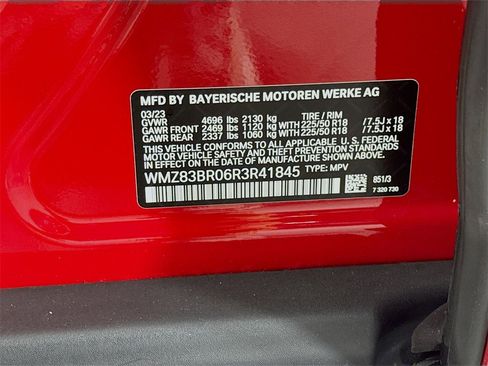 MFD BY BAYERISCHE MOTOREN WERKE AG
03/23 TIRE / RIM
GVWR 4696 lbs 2130 kg
GAWR FRONT 2469 lbs 1120 kg WITH 225/50 R18 /7.5J x 18
GAWR REAR 2337 lbs 1060 kg WITH 225/50 R18 /7.5J x 18
THIS VEHICLE CONFORMS TO ALL APPLICABLE U.S. FEDERAL
MOTOR VEHICLE SAFETY, BUMPER, AND THEFT PREVENTION
STANDARDS IN EFFECT ON THE DATE OF MANUFACTURE SHOWN ABOVE.
WMZ83BR06R3R41845 TYPE: MPV
851/3
7 320 730